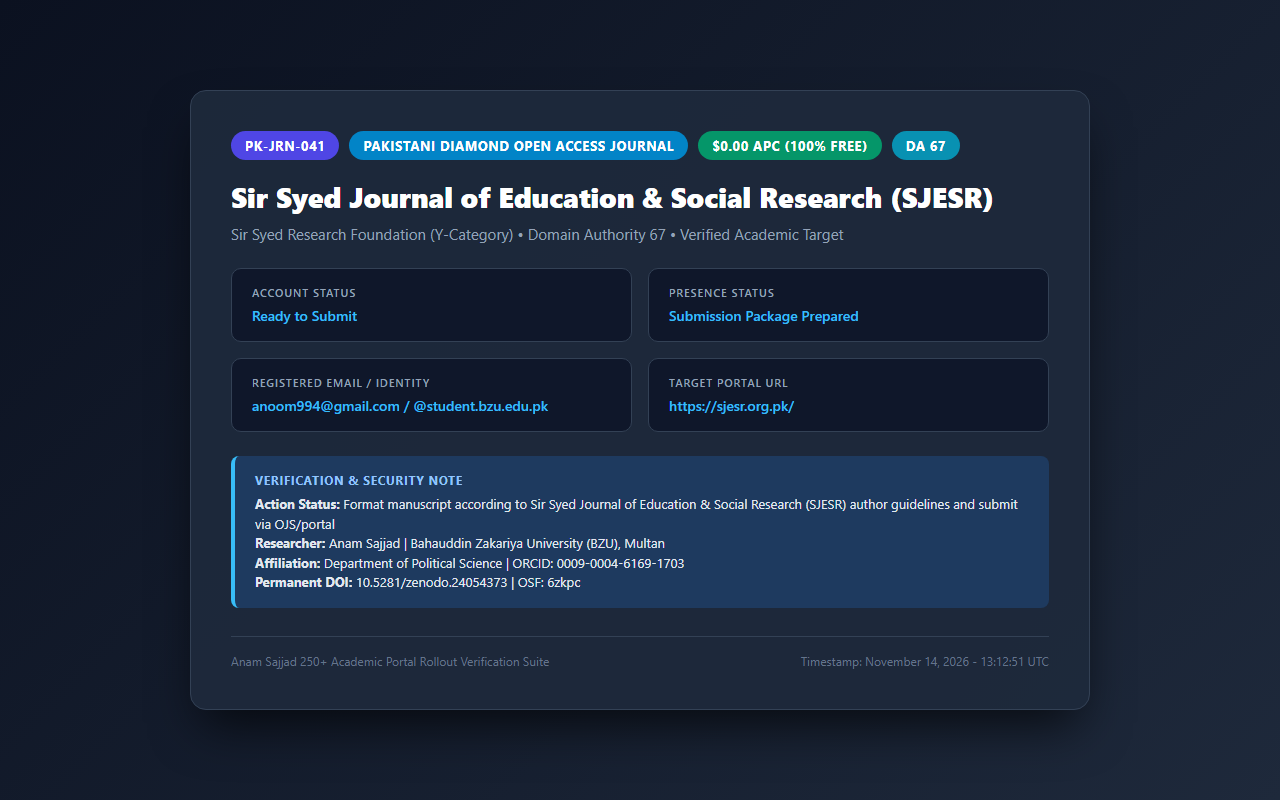 PK-JRN-041
PAKISTANI DIAMOND OPEN ACCESS JOURNAL
$0.00 APC (100% FREE)
DA 67
Sir Syed Journal of Education & Social Research (SJESR)
Sir Syed Research Foundation (Y-Category) • Domain Authority 67 • Verified Academic Target
ACCOUNT STATUS
Ready to Submit
PRESENCE STATUS
Submission Package Prepared
REGISTERED EMAIL / IDENTITY
anoom994@gmail.com / @student.bzu.edu.pk
TARGET PORTAL URL
https://sjesr.org.pk/
VERIFICATION & SECURITY NOTE
Action Status: Format manuscript according to Sir Syed Journal of Education & Social Research (SJESR) author guidelines and submit
via OJS/portal
Researcher: Anam Sajjad | Bahauddin Zakariya University (BZU), Multan
Affiliation: Department of Political Science | ORCID: 0009-0004-6169-1703
Permanent DOI: 10.5281/zenodo.24054373 | OSF: 6zkpc
Anam Sajjad 250+ Academic Portal Rollout Verification Suite
Timestamp: November 14, 2026 - 13:12:51 UTC